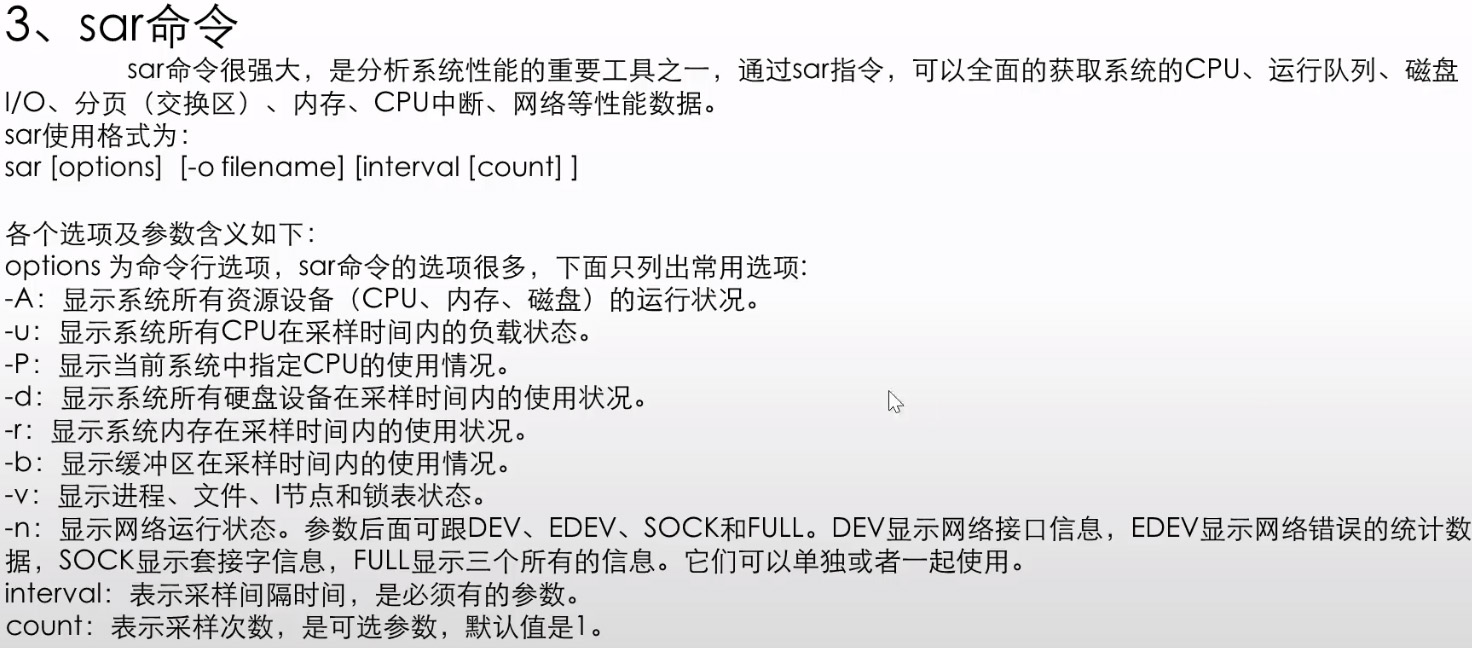 3、sar命令
sar命令很强大，是分析系统性能的重要工具之一，通过sar指令，可以全面的获取系统的CPU、运行队列、磁盘
I/O、分页（交换区）、内存、CPU中断、网络等性能数据。
sar使用格式为：
sar [options] [-o filename] [interval [count] ]
各个选项及参数含义如下：
options 为命令行选项，sar命令的选项很多，下面只列出常用选项:
-A：显示系统所有资源设备（CPU、内存、磁盘）的运行状况。
-u：显示系统所有CPU在采样时间内的负载状态。
-P：显示当前系统中指定CPU的使用情况。
-d：显示系统所有硬盘设备在采样时间内的使用状况。
-r：显示系统内存在采样时间内的使用状况。
-b：显示缓冲区在采样时间内的使用情况。
-v：显示进程、文件、I节点和锁表状态。
-n：显示网络运行状态。参数后面可跟DEV、EDEV、SOCK和FULL。DEV显示网络接口信息，EDEV显示网络错误的统计数
据，SOCK显示套接字信息，FULL显示三个所有的信息。它们可以单独或者一起使用。
interval：表示采样间隔时间，是必须有的参数。
count：表示采样次数，是可选参数，默认值是1。